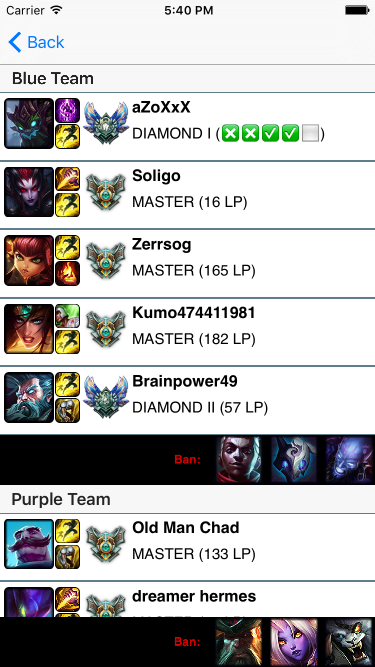 Carrier 5:40 PM
Back
Blue Team
aZoXxX
DIAMOND I (❎❎✅✅⬜)
Soligo
MASTER (16 LP)
Zerrsog
MASTER (165 LP)
Kumo474411981
MASTER (182 LP)
Brainpower49
DIAMOND II (57 LP)
Ban:
Purple Team
Old Man Chad
MASTER (133 LP)
dreamer hermes
Ban: